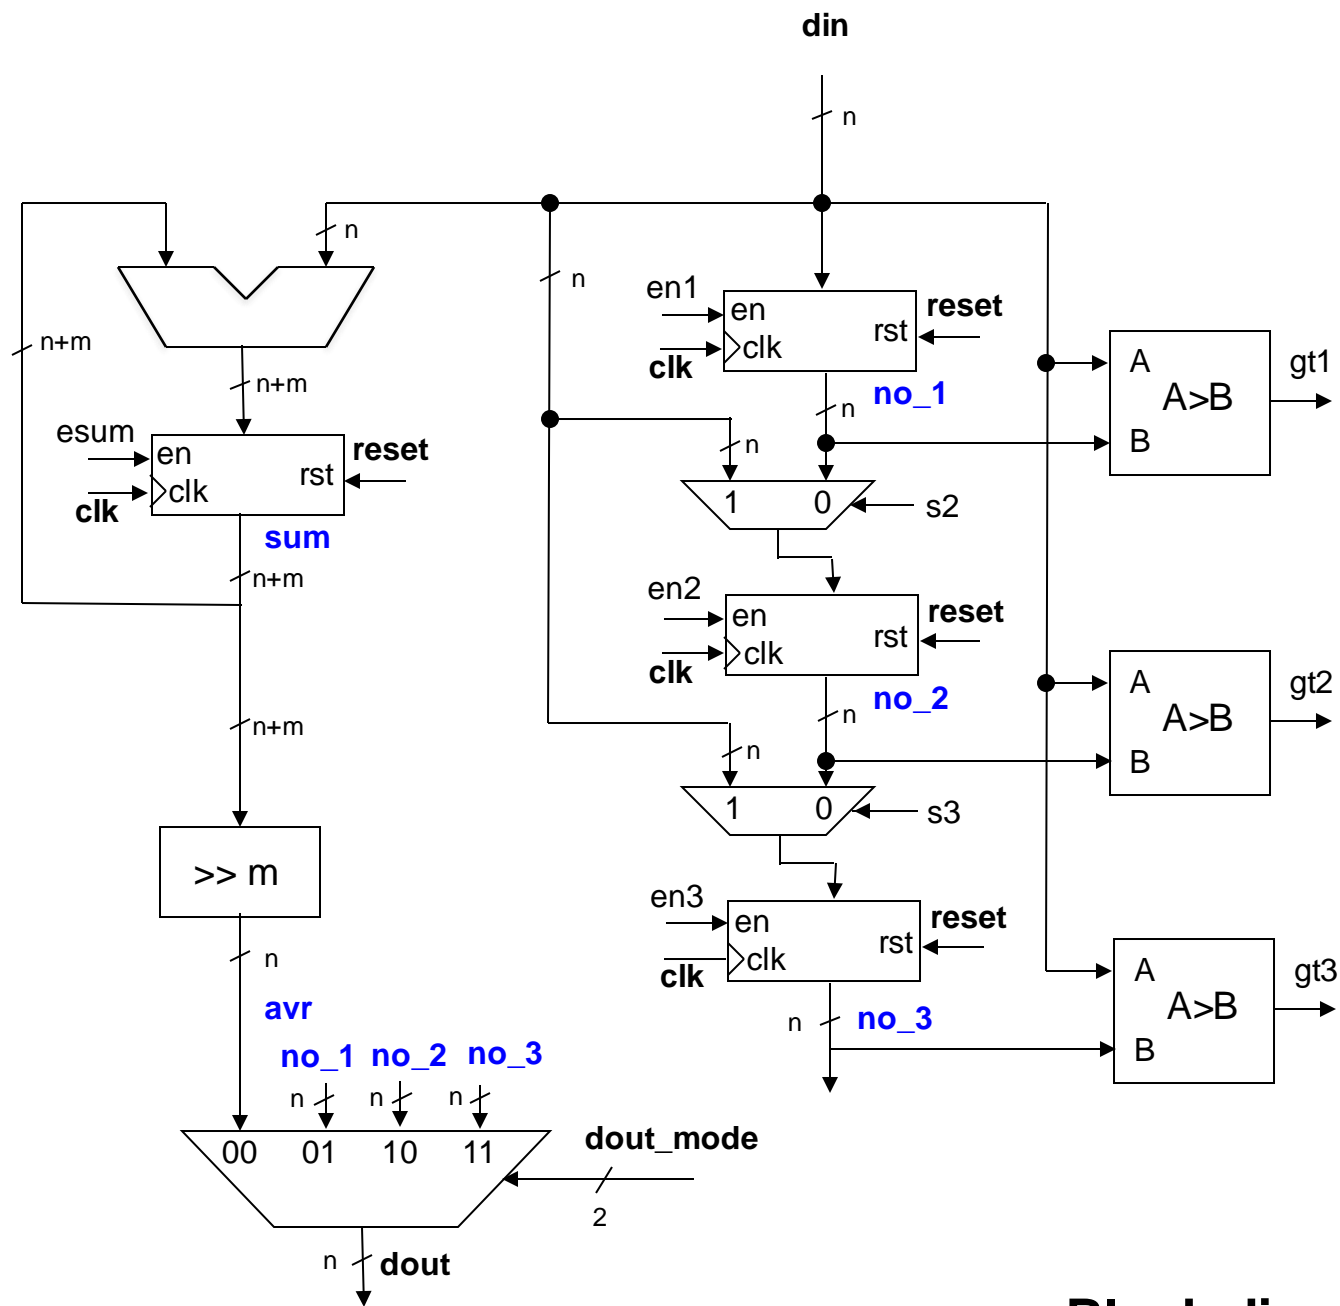 din
n
n
n
n+m
n+m
en1
en
clk
clk
rst
reset
no_1
n
A
A>B
B
gt1
esum
en
clk
clk
rst
reset
sum
n+m
n
1
0
s2
en2
en
clk
clk
rst
reset
no_2
n
A
A>B
B
gt2
n+m
n
1
0
s3
>> m
n
avr
en3
en
clk
clk
rst
reset
n
no_3
A
A>B
B
gt3
no_1 no_2 no_3
n n n
00 01 10 11
dout_mode
2
n
dout